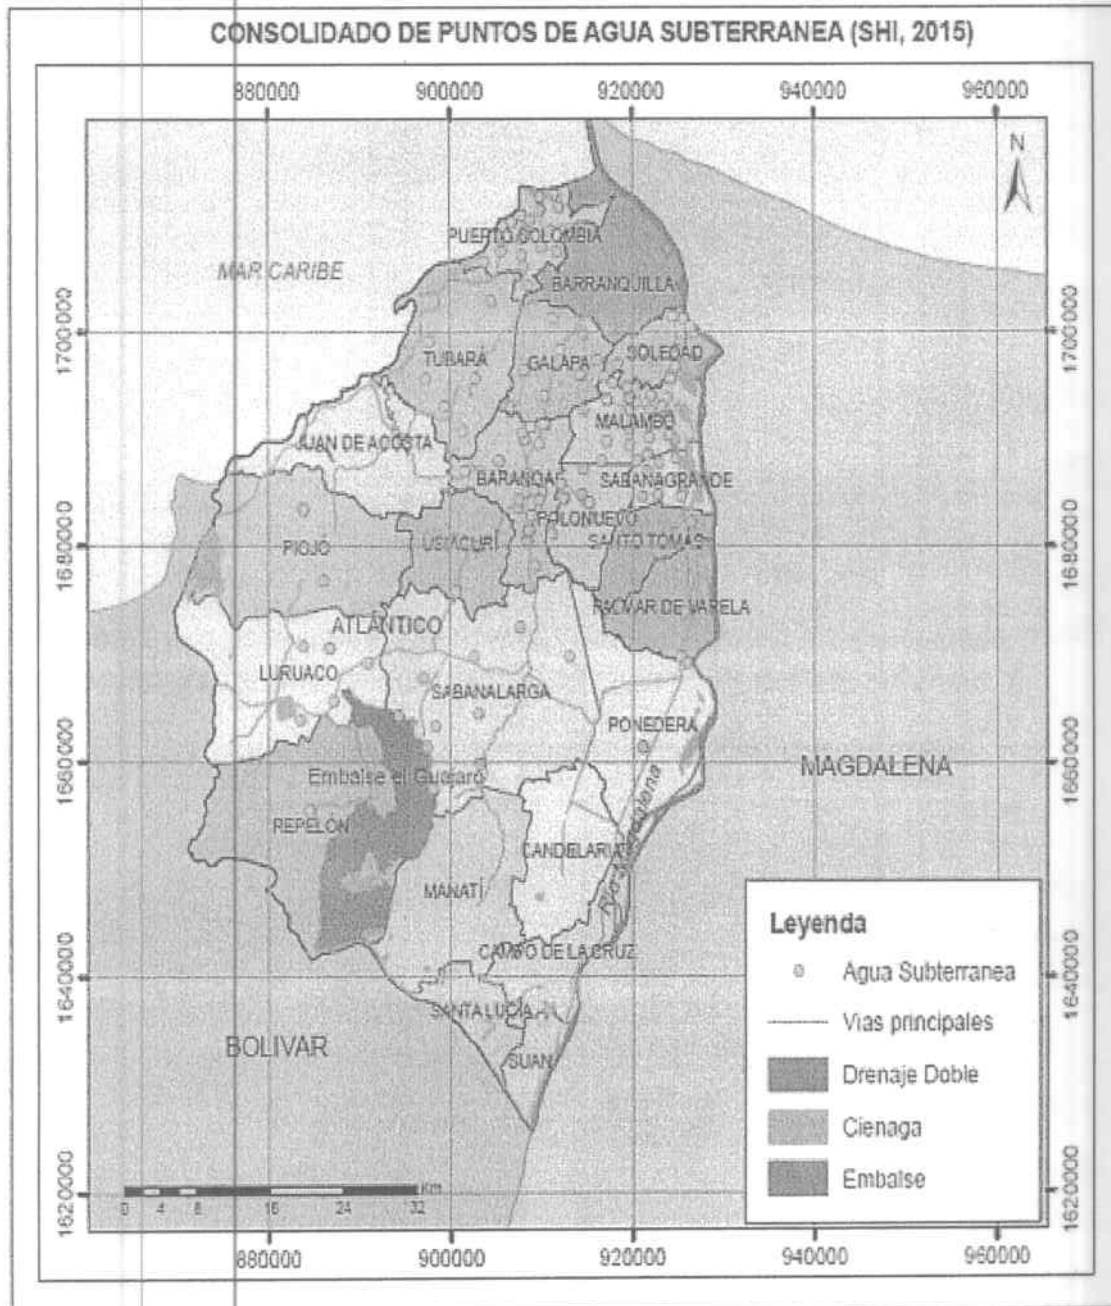 CONSOLIDADO DE PUNTOS DE AGUA SUBTERRANEA (SHI, 2015)
880000 900000 920000 940000 960000
N
PUERTO COLOMBIA
MAR CARIBE
BARRANQUILLA
1700000 1700000
TUBARÁ GALAPA SOLEDAD
MALAMBO
JUAN DE ACOSTA
BARANOA SABANAGRANDE
POLONUEVO
1680000 PIOJO USIACURÍ SANTO TOMAS 1680000
PALMAR DE VARELA
ATLÁNTICO
LURUACO
SABANALARGA
PONEDERA
1660000 Embalse el Guajaro MAGDALENA 1660000
REPELON
Rio Magdalena
CANDELARIA
MANATÍ
CAMPO DE LA CRUZ
1640000 1640000
SANTA LUCIA
BOLIVAR
SUAN
Leyenda
Agua Subterranea
Vias principales
Drenaje Doble
Cienaga
Embalse
1620000 1620000
Km
0 4 8 16 24 32
880000 900000 920000 940000 960000